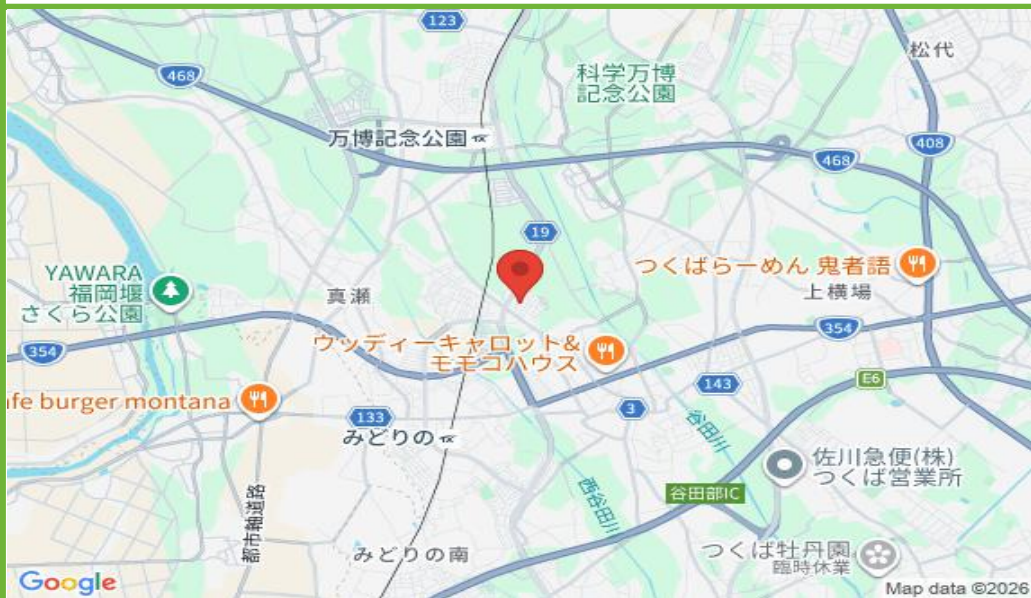 123
松代
468
科学万博
記念公園
万博記念公園
408
468
19
YAWARA
福岡堰
さくら公園
真瀬
つくばらーめん 鬼者語
上横場
354
354
ウッディーキャロット&
モモコハウス
143
E6
fe burger montana
133
3
みどりの
谷田川
佐川急便(株)
つくば営業所
谷田部IC
西谷田川
都市軸道路
みどりの南
つくば牡丹園
臨時休業
Google
Map data ©2026